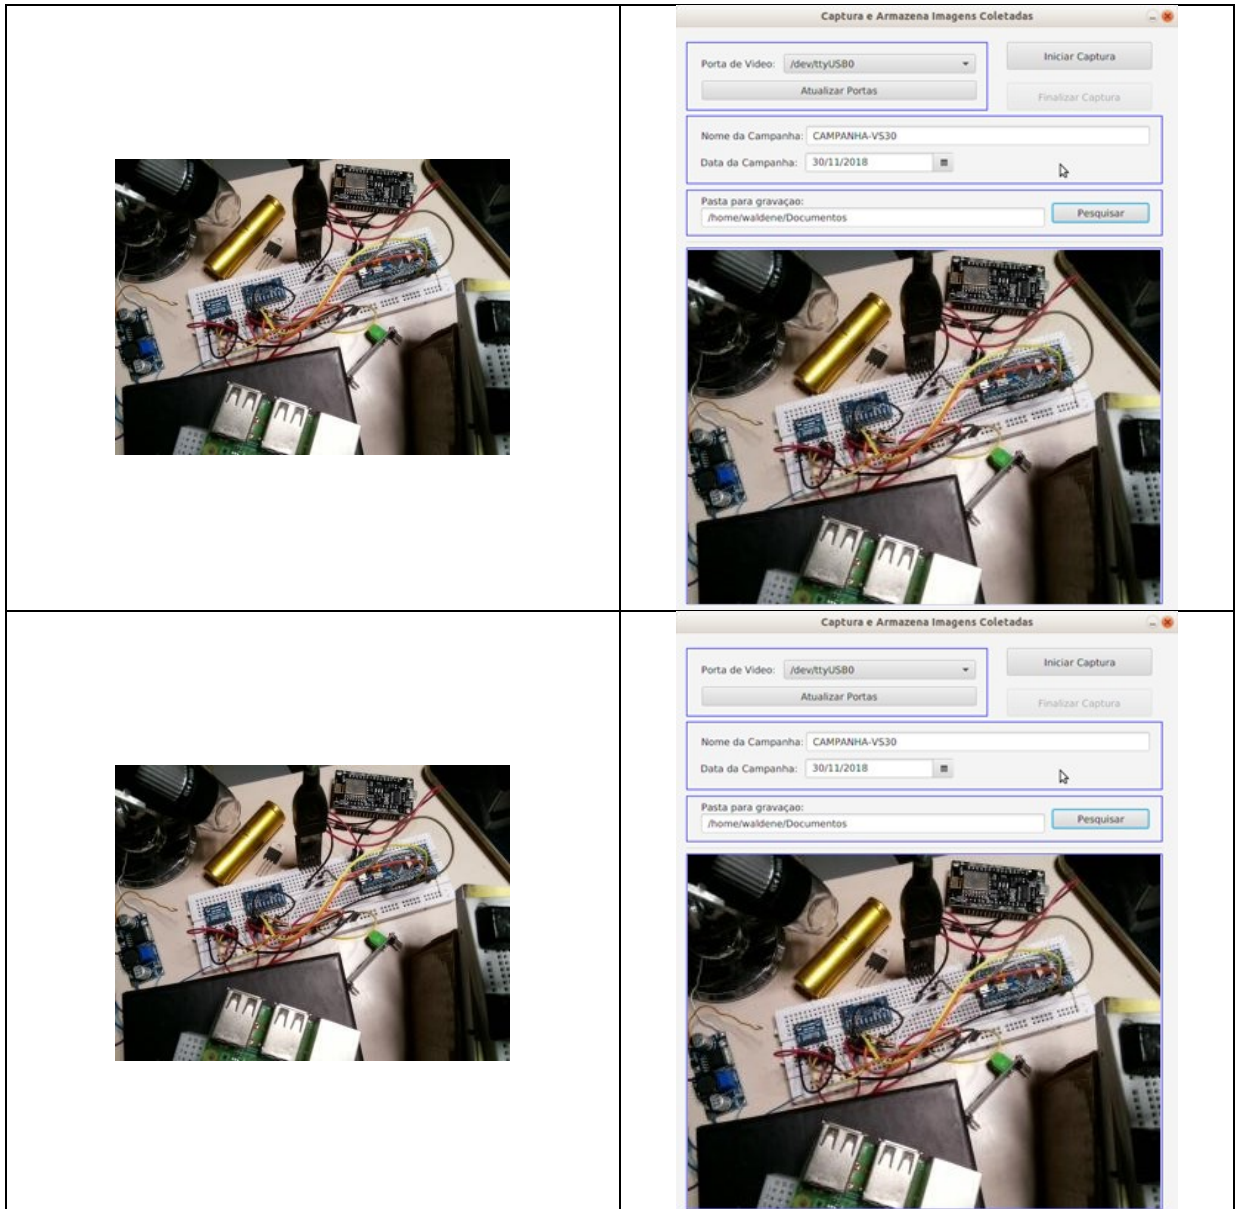 Captura e Armazena Imagens Coletadas
Porta de Video: /dev/ttyUSB0
Iniciar Captura
Atualizar Portas
Finalizar Captura
Nome da Campanha: CAMPANHA-VS30
Data da Campanha: 30/11/2018
Pasta para gravaçao:
/home/waldene/Documentos
Pesquisar
Captura e Armazena Imagens Coletadas
Porta de Video: /dev/ttyUSB0
Iniciar Captura
Atualizar Portas
Finalizar Captura
Nome da Campanha: CAMPANHA-VS30
Data da Campanha: 30/11/2018
Pasta para gravaçao:
/home/waldene/Documentos
Pesquisar